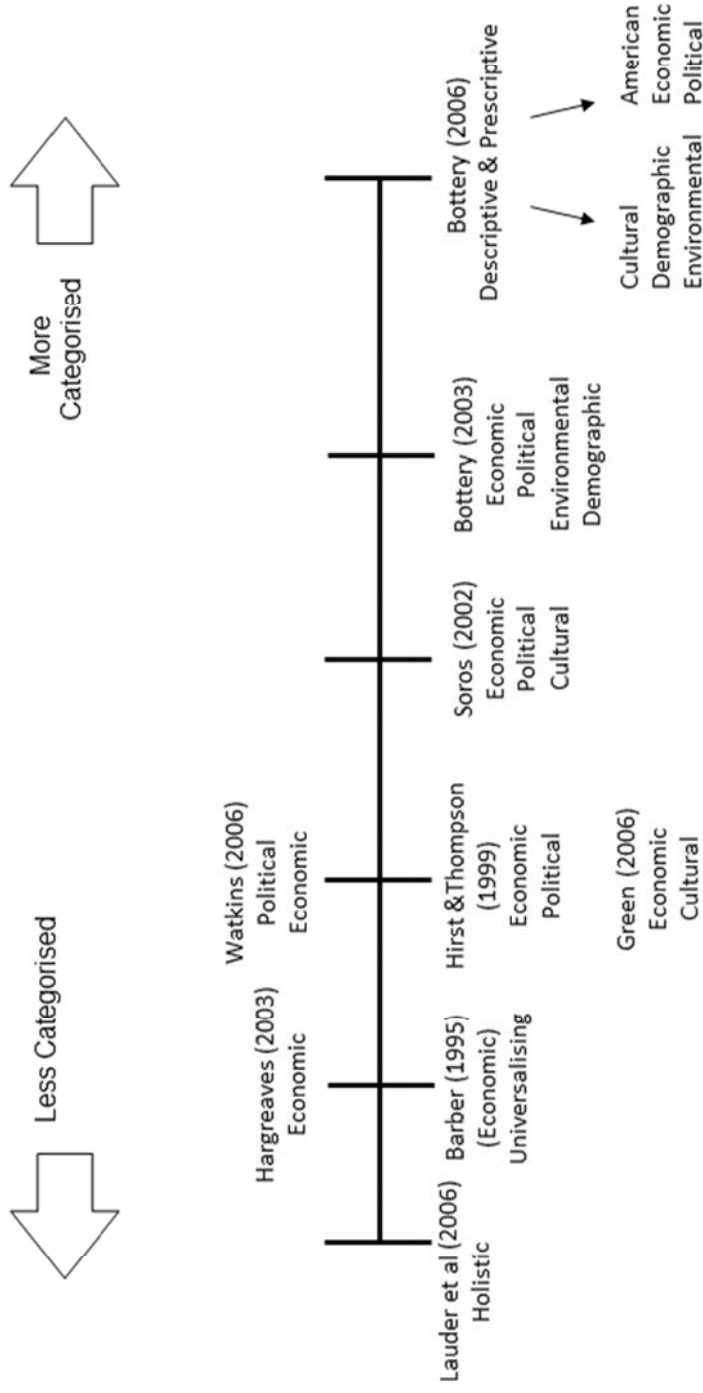 Less Categorised
More
Categorised
Hargreaves (2003)
Economic
Watkins (2006)
Political
Economic
Lauder et al (2006)
Holistic
Barber (1995)
(Economic)
Universalising
Hirst &Thompson
(1999)
Economic
Political
Green (2006)
Economic
Cultural
Soros (2002)
Economic
Political
Cultural
Bottery (2003)
Economic
Political
Environmental
Demographic
Bottery (2006)
Descriptive & Prescriptive
Cultural
Demographic
Environmental
American
Economic
Political